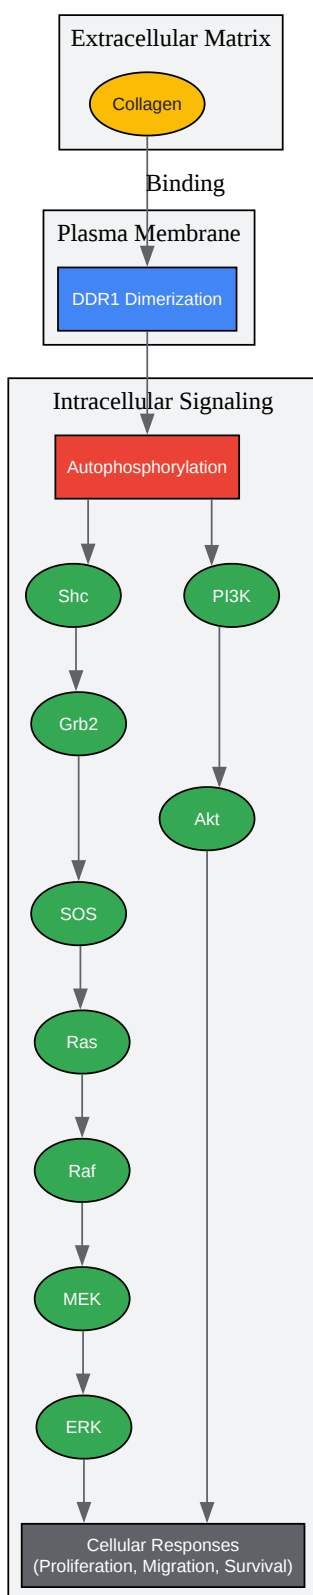 Extracellular Matrix
Collagen
Binding
Plasma Membrane
DDR1 Dimerization
Intracellular Signaling
Autophosphorylation
Shc
PI3K
Grb2
Akt
SOS
Ras
Raf
MEK
ERK
Cellular Responses
(Proliferation, Migration, Survival)